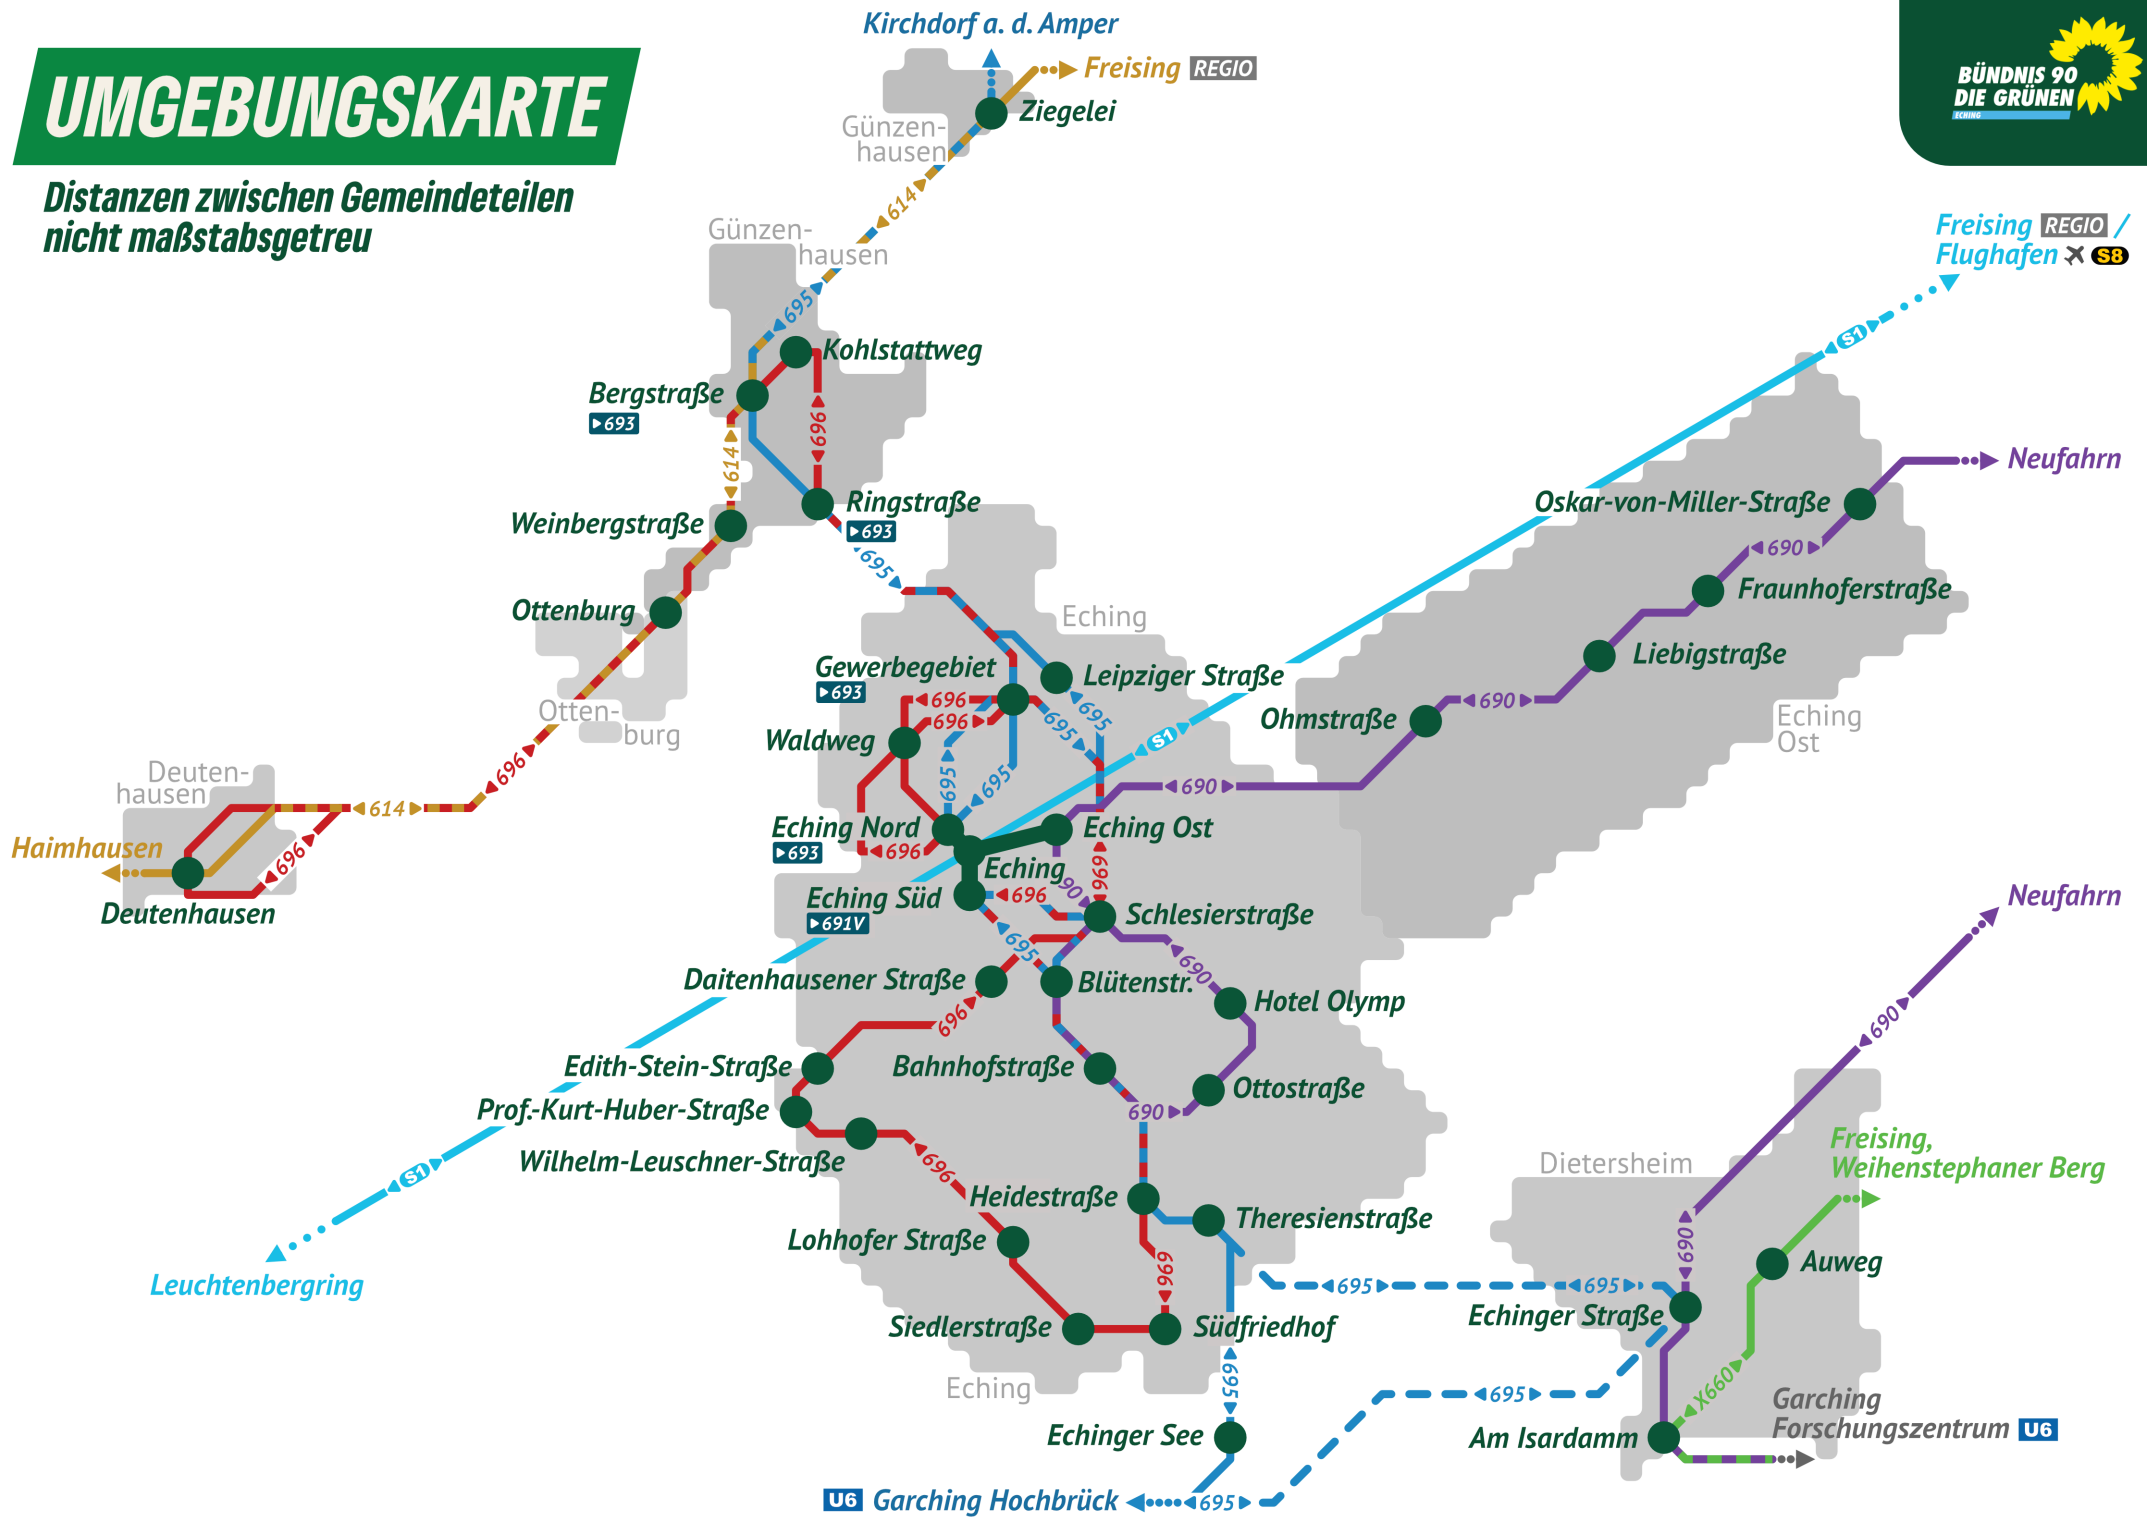 UMGEBUNGSKARTE
Distanzen zwischen Gemeindeteilen
nicht maßstabsgetreu
BÜNDNIS 90
DIE GRÜNEN
ECHING
Kirchdorf a. d. Amper
Freising REGIO
Ziegelei
Günzen-
hausen
614
Günzen-
hausen
695
Freising REGIO /
Flughafen S8
S1
Kohlstattweg
Bergstraße
693
696
614
Neufahrn
Oskar-von-Miller-Straße
Ringstraße
693
Weinbergstraße
695
690
Fraunhoferstraße
Ottenburg
Eching
Liebigstraße
Gewerbegebiet
693
Leipziger Straße
696
690
Otten-
burg
696
695
695
Ohmstraße
Eching
Ost
Waldweg
S1
696
Deuten-
hausen
695
695
690
614
Haimhausen
696
Deutenhausen
Eching Nord
693
696
Eching Ost
Eching
696
90
696
Eching Süd
691V
Schlesierstraße
Neufahrn
695
690
Daitenhausener Straße
Blütenstr.
Hotel Olymp
696
690
Edith-Stein-Straße
Bahnhofstraße
Ottostraße
Prof.-Kurt-Huber-Straße
690
Wilhelm-Leuschner-Straße
S1
696
Dietersheim
Freising,
Weihenstephaner Berg
Heidestraße
Theresienstraße
Lohhofer Straße
690
Auweg
696
Leuchtenbergring
695
695
Echinger Straße
Siedlerstraße
Südfriedhof
Eching
695
695
X660
Garching
Forschungszentrum U6
Echinger See
Am Isardamm
U6 Garching Hochbrück
695